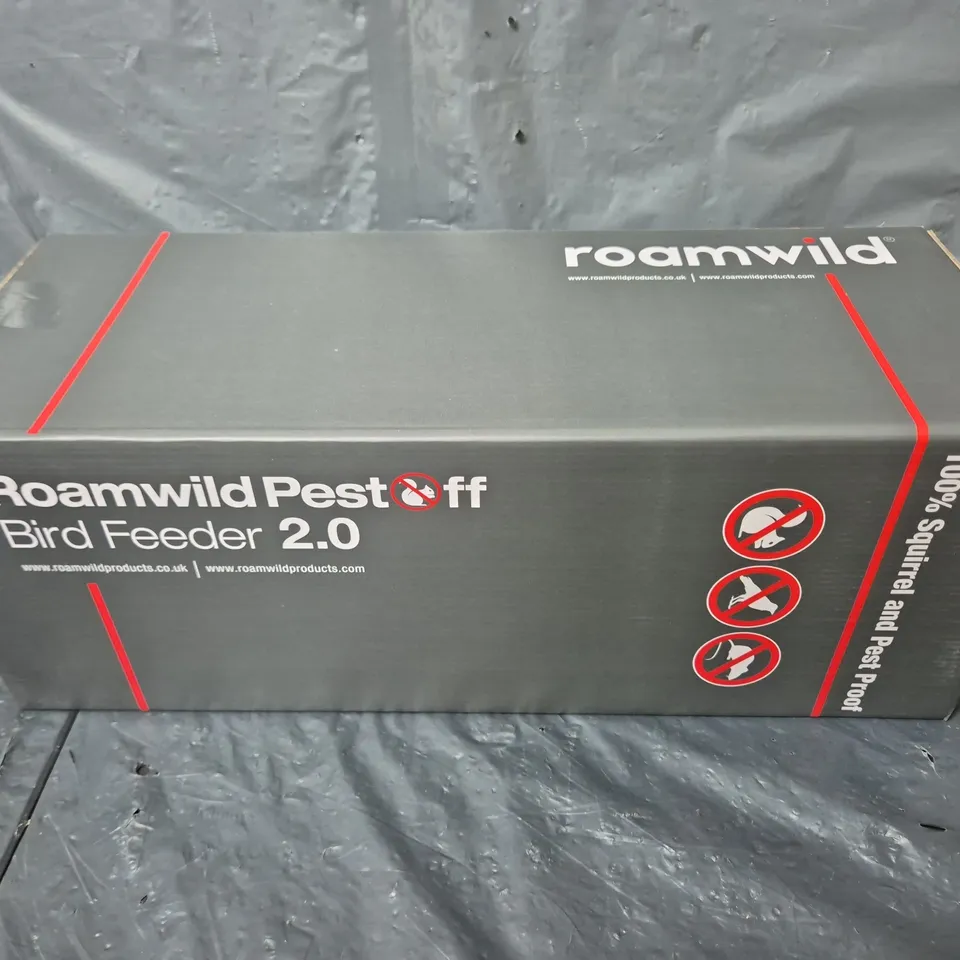 roamwild®
www.roamwildproducts.co.uk | www.roamwildproducts.com
Roamwild PestOff
Bird Feeder 2.0
www.roamwildproducts.co.uk | www.roamwildproducts.com
100% Squirrel and Pest Proof